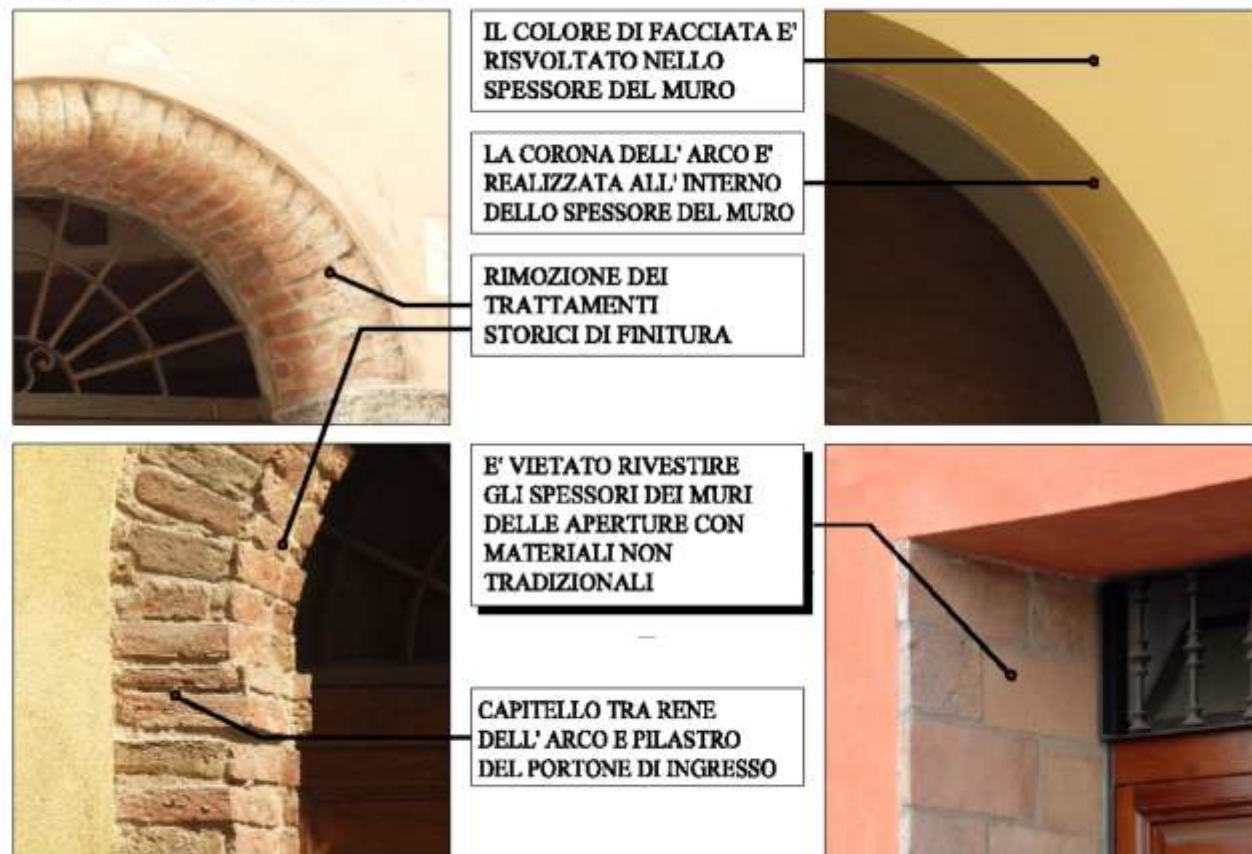 IL COLORE DI FACCIATA E'
RISVOLTATO NELLO
SPESSORE DEL MURO
LA CORONA DELL' ARCO E'
REALIZZATA ALL' INTERNO
DELLO SPESSORE DEL MURO
RIMOZIONE DEI
TRATTAMENTI
STORICI DI FINITURA
E' VIETATO RIVESTIRE
GLI SPESSORI DEI MURI
DELLE APERTURE CON
MATERIALI NON
TRADIZIONALI
CAPITELLO TRA RENE
DELL' ARCO E PILASTRO
DEL PORTONE DI INGRESSO